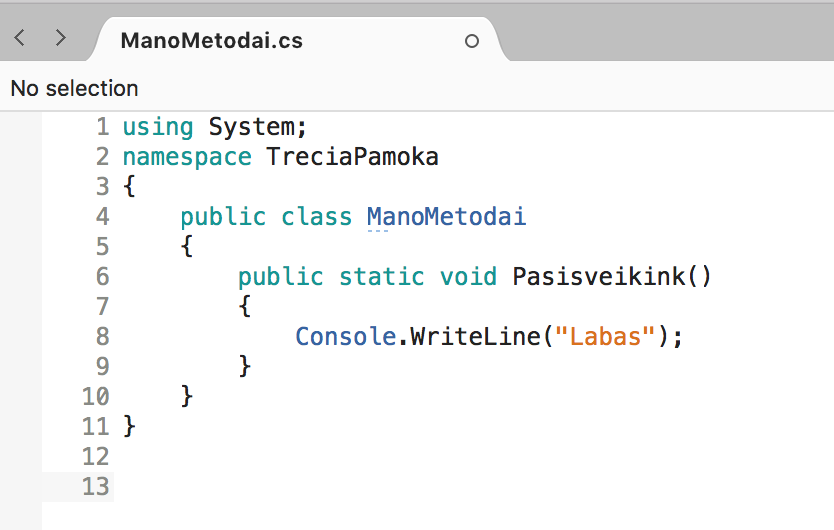 ManoMetodai.cs
No selection
1 using System;
2 namespace TreciaPamoka
3 {
4     public class ManoMetodai
5     {
6         public static void Pasisveikink()
7         {
8             Console.WriteLine("Labas");
9         }
10     }
11 }
12
13